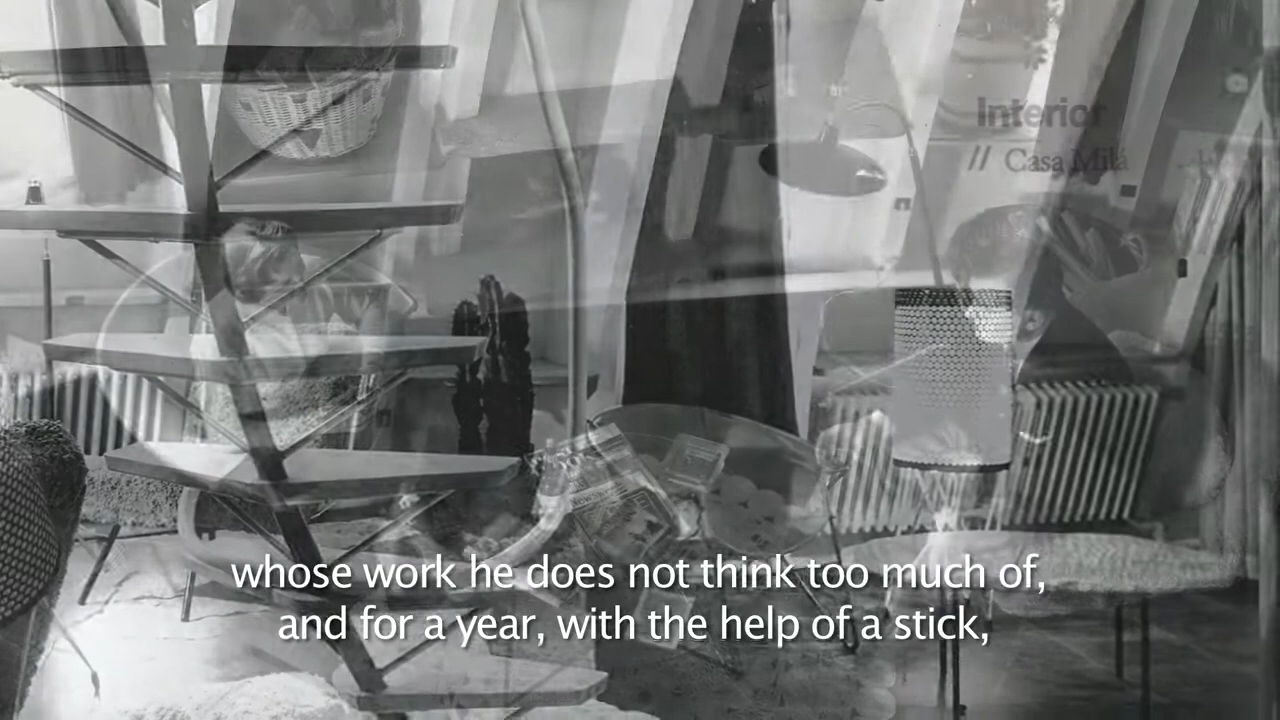 Interior
// Casa Milá
whose work he does not think too much of,
and for a year, with the help of a stick,